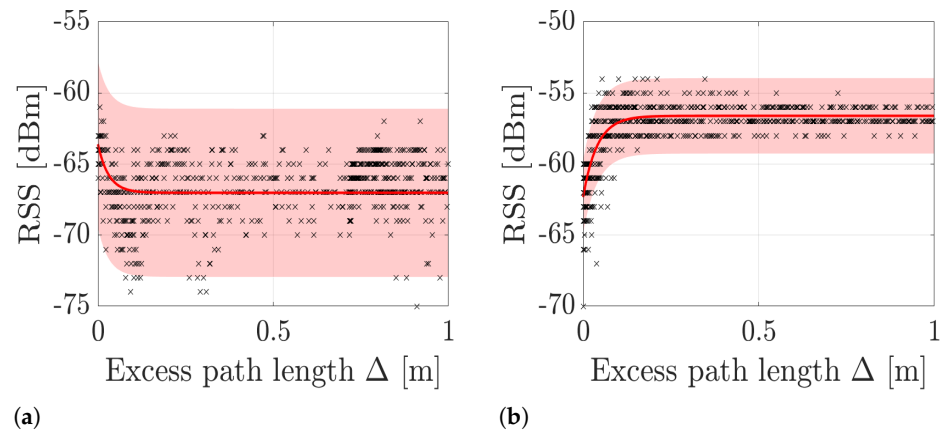 -55
-60
-65
-70
-75
RSS [dBm]
0
0.5
1
Excess path length Δ [m]
(a)
-50
-55
-60
-65
-70
RSS [dBm]
0
0.5
1
Excess path length Δ [m]
(b)